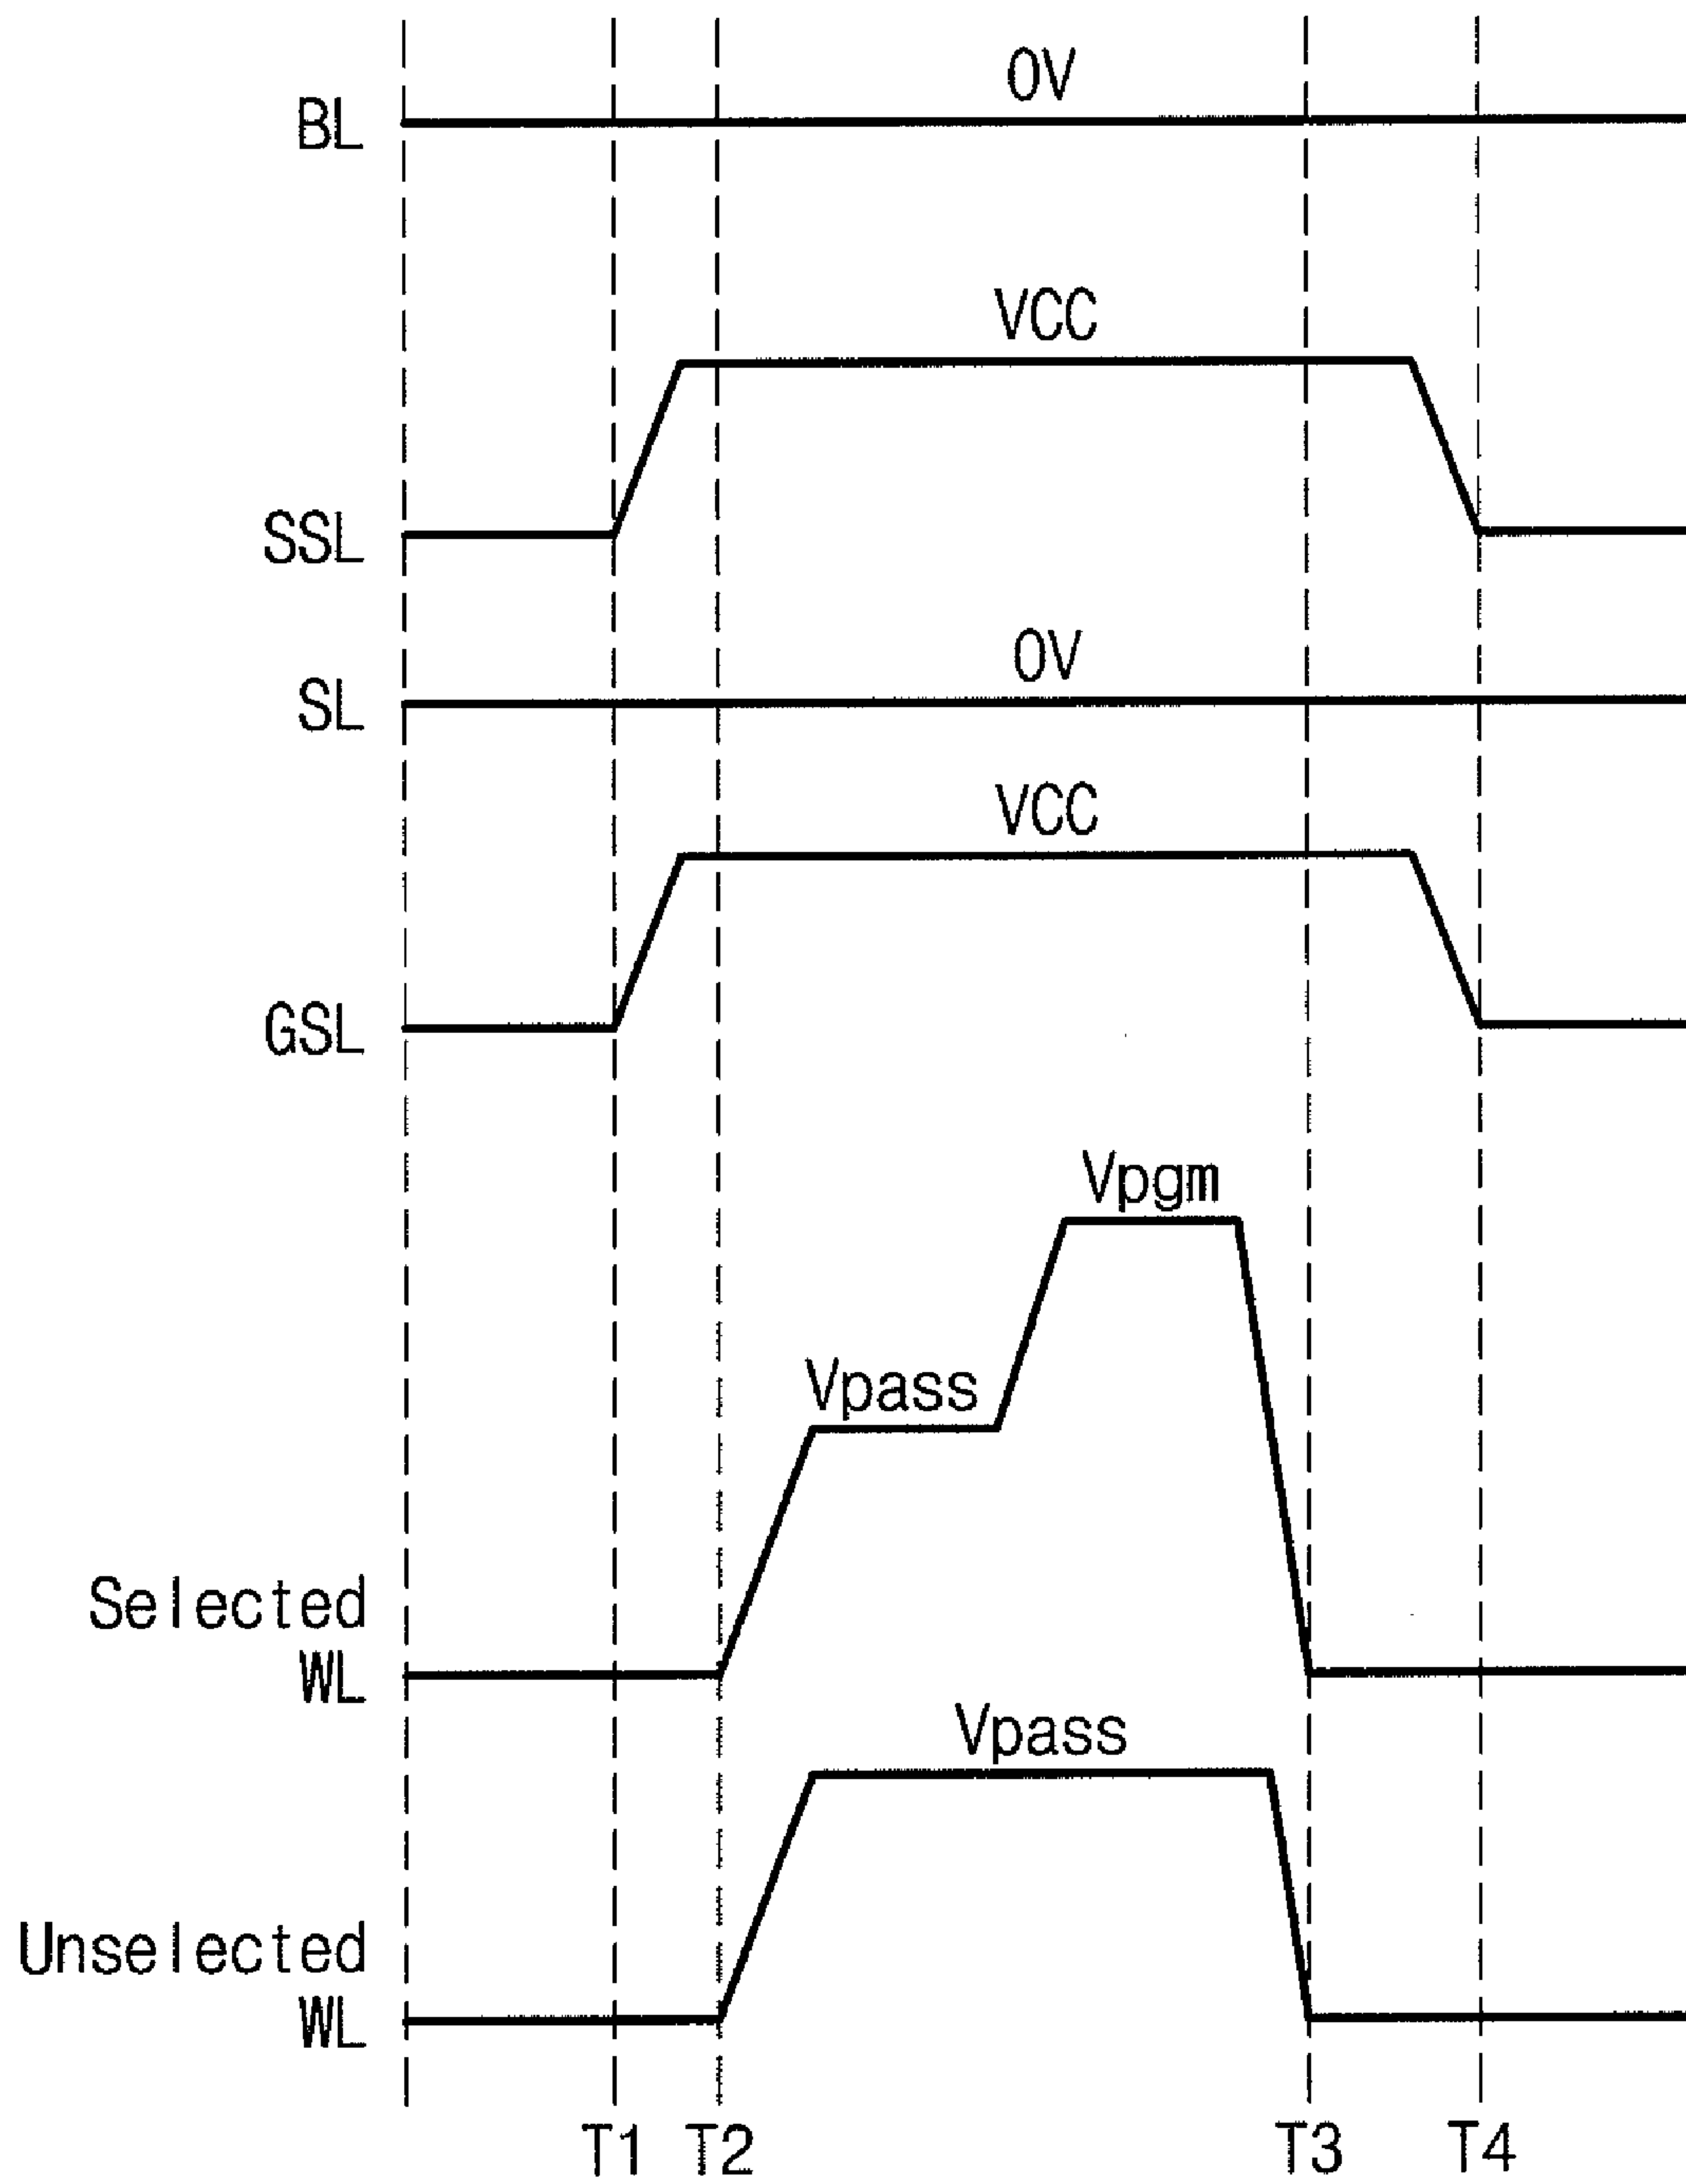 0V
BL
VCC
SSL
0V
SL
VCC
GSL
Vpgm
Vpass
Selected
WL
Vpass
Unselected
WL
T1 T2 T3 T4